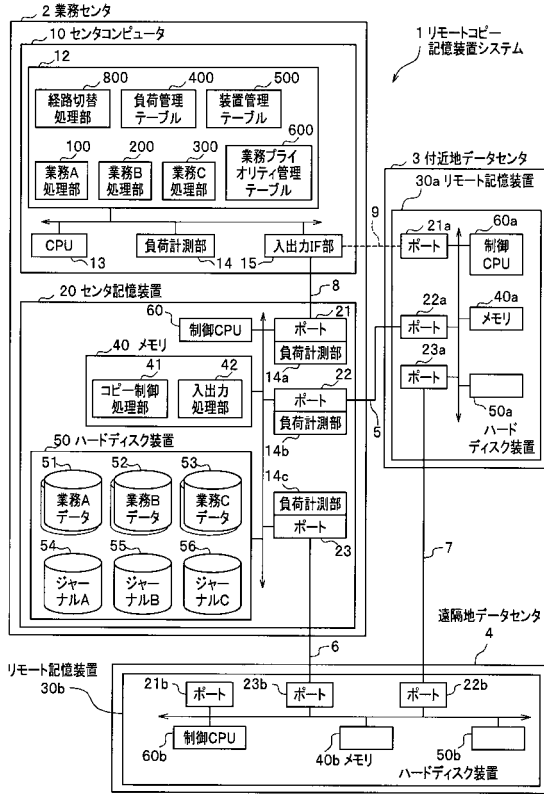 2 業務センタ
10 センタコンピュータ
1 リモートコピー
記憶装置システム
12
800
400
500
経路切替
処理部
負荷管理
テーブル
装置管理
テーブル
100
200
300
600
業務A
処理部
業務B
処理部
業務C
処理部
業務プライ
オリティ管理
テーブル
CPU
負荷計測部
入出力IF部
13
14
15
9
8
3 付近地データセンタ
30a リモート記憶装置
21a
60a
ポート
制御
CPU
22a
40a
ポート
メモリ
23a
ポート
50a
ハード
ディスク装置
20 センタ記憶装置
60
制御CPU
21
ポート
負荷計測部
14a
40 メモリ
41
42
コピー制御
処理部
入出力
処理部
22
ポート
負荷計測部
14b
5
50 ハードディスク装置
51
52
53
業務A
データ
業務B
データ
業務C
データ
14c
負荷計測部
ポート
23
54
55
56
ジャー
ナルA
ジャー
ナルB
ジャー
ナルC
7
6
遠隔地データセンタ
4
リモート記憶装置
30b
21b
ポート
23b
ポート
ポート
22b
制御CPU
60b
40b メモリ
50b
ハードディスク装置